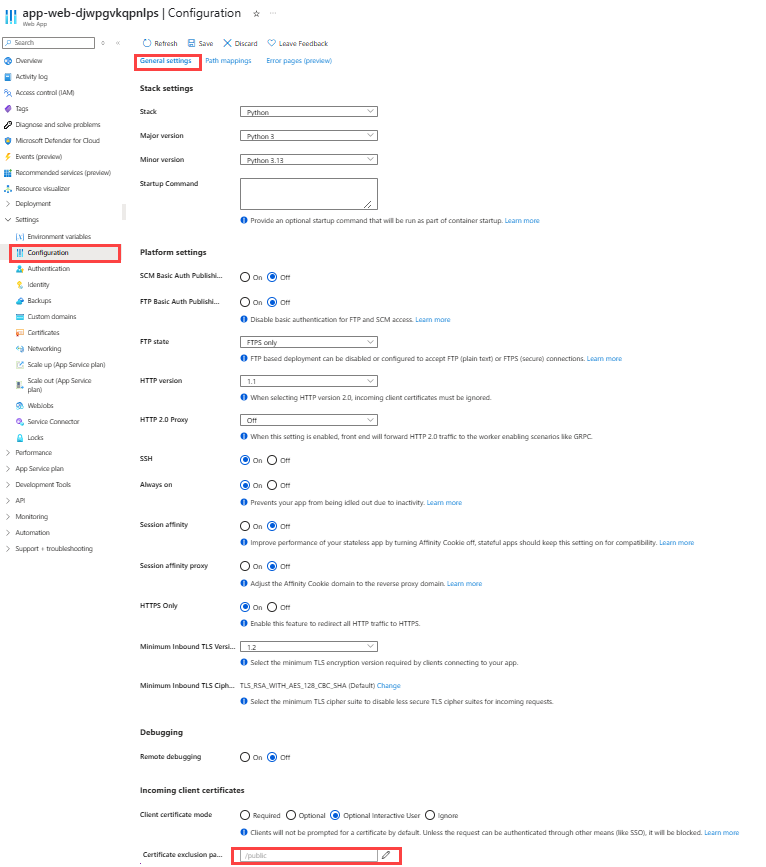 app-web-djwpgvkqpnlps | Configuration
Web App
Search
Refresh Save Discard Leave Feedback
General settings Path mappings Error pages (preview)
Overview
Activity log
Access control (IAM)
Tags
Diagnose and solve problems
Microsoft Defender for Cloud
Events (preview)
Recommended services (preview)
Resource visualizer
Deployment
Settings
Environment variables
Configuration
Authentication
Identity
Backups
Custom domains
Certificates
Networking
Scale up (App Service plan)
Scale out (App Service
plan)
WebJobs
Service Connector
Locks
Performance
App Service plan
Development Tools
API
Monitoring
Automation
Support + troubleshooting
Stack settings
Stack Python
Major version Python 3
Minor version Python 3.13
Startup Command
Provide an optional startup command that will be run as part of container startup. Learn more
Platform settings
SCM Basic Auth Publishi... On Off
FTP Basic Auth Publishi... On Off
Disable basic authentication for FTP and SCM access. Learn more
FTP state FTPS only
FTP based deployment can be disabled or configured to accept FTP (plain text) or FTPS (secure) connections. Learn more
HTTP version 1.1
When selecting HTTP version 2.0, incoming client certificates must be ignored.
HTTP 2.0 Proxy Off
When this setting is enabled, front end will forward HTTP 2.0 traffic to the worker enabling scenarios like GRPC.
SSH On Off
Always on On Off
Prevents your app from being idled out due to inactivity. Learn more
Session affinity On Off
Improve performance of your stateless app by turning Affinity Cookie off, stateful apps should keep this setting on for compatibility. Learn more
Session affinity proxy On Off
Adjust the Affinity Cookie domain to the reverse proxy domain. Learn more
HTTPS Only On Off
Enable this feature to redirect all HTTP traffic to HTTPS.
Minimum Inbound TLS Versi... 1.2
Select the minimum TLS encryption version required by clients connecting to your app.
Minimum Inbound TLS Ciph... TLS_RSA_WITH_AES_128_CBC_SHA (Default) Change
Select the minimum TLS cipher suite to disable less secure TLS cipher suites for incoming requests.
Debugging
Remote debugging On Off
Incoming client certificates
Client certificate mode Required Optional Optional Interactive User Ignore
Clients will not be prompted for a certificate by default. Unless the request can be authenticated through other means (like SSO), it will be blocked. Learn more
Certificate exclusion pa... /public